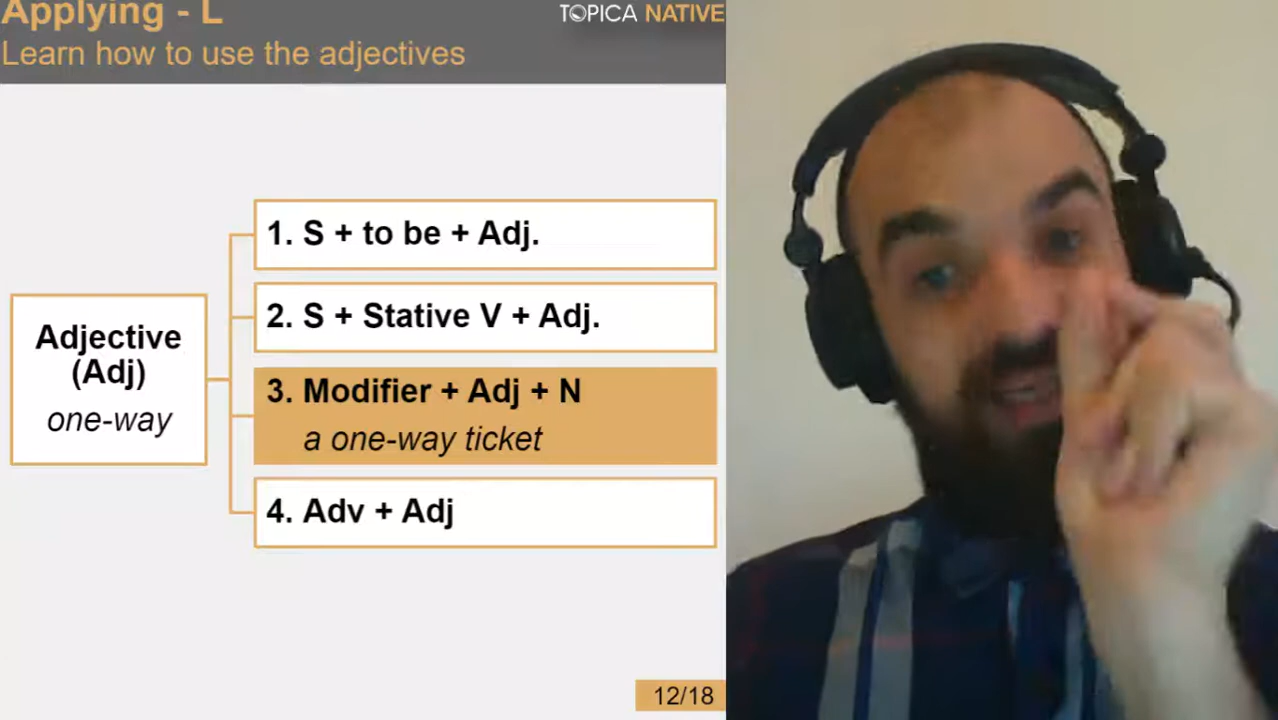 Applying - L
TOPICA NATIVE
Learn how to use the adjectives
1. S + to be + Adj.
2. S + Stative V + Adj.
Adjective
(Adj)
one-way
3. Modifier + Adj + N
a one-way ticket
4. Adv + Adj
12/18